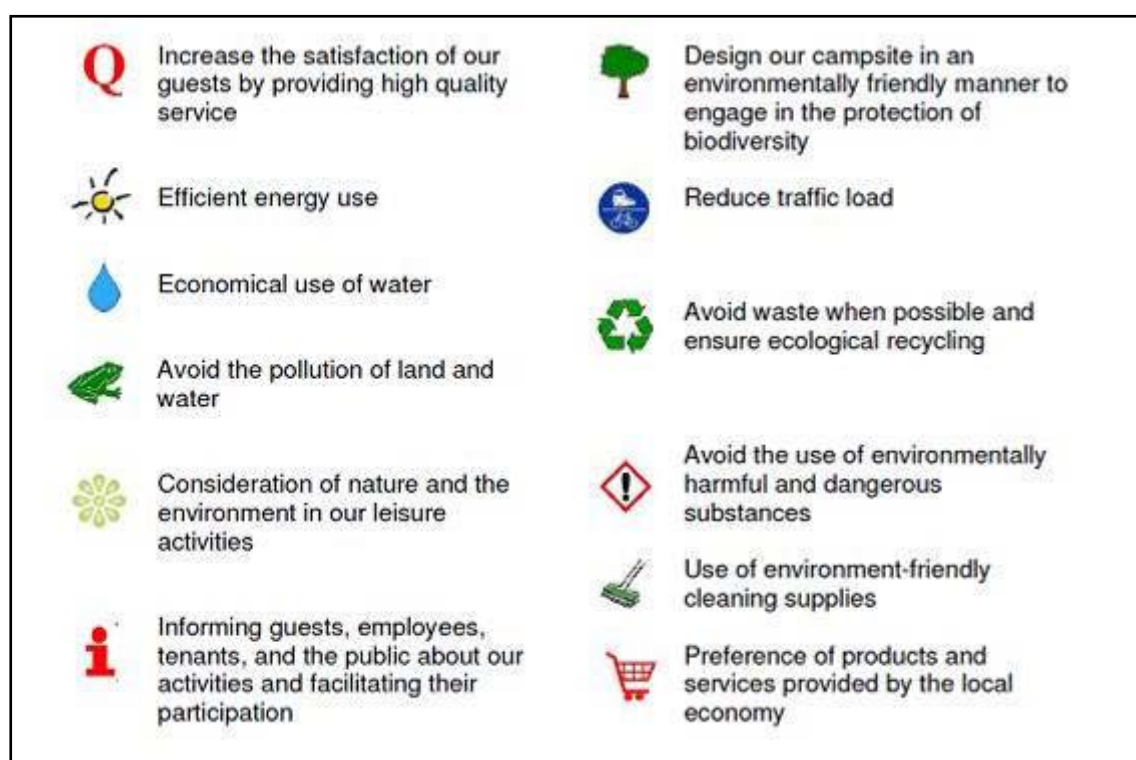 Q
Increase the satisfaction of our
guests by providing high quality
service
Efficient energy use
Economical use of water
Avoid the pollution of land and
water
Consideration of nature and the
environment in our leisure
activities
i
Informing guests, employees,
tenants, and the public about our
activities and facilitating their
participation
Design our campsite in an
environmentally friendly manner to
engage in the protection of
biodiversity
Reduce traffic load
Avoid waste when possible and
ensure ecological recycling
!
Avoid the use of environmentally
harmful and dangerous
substances
Use of environment-friendly
cleaning supplies
Preference of products and
services provided by the local
economy